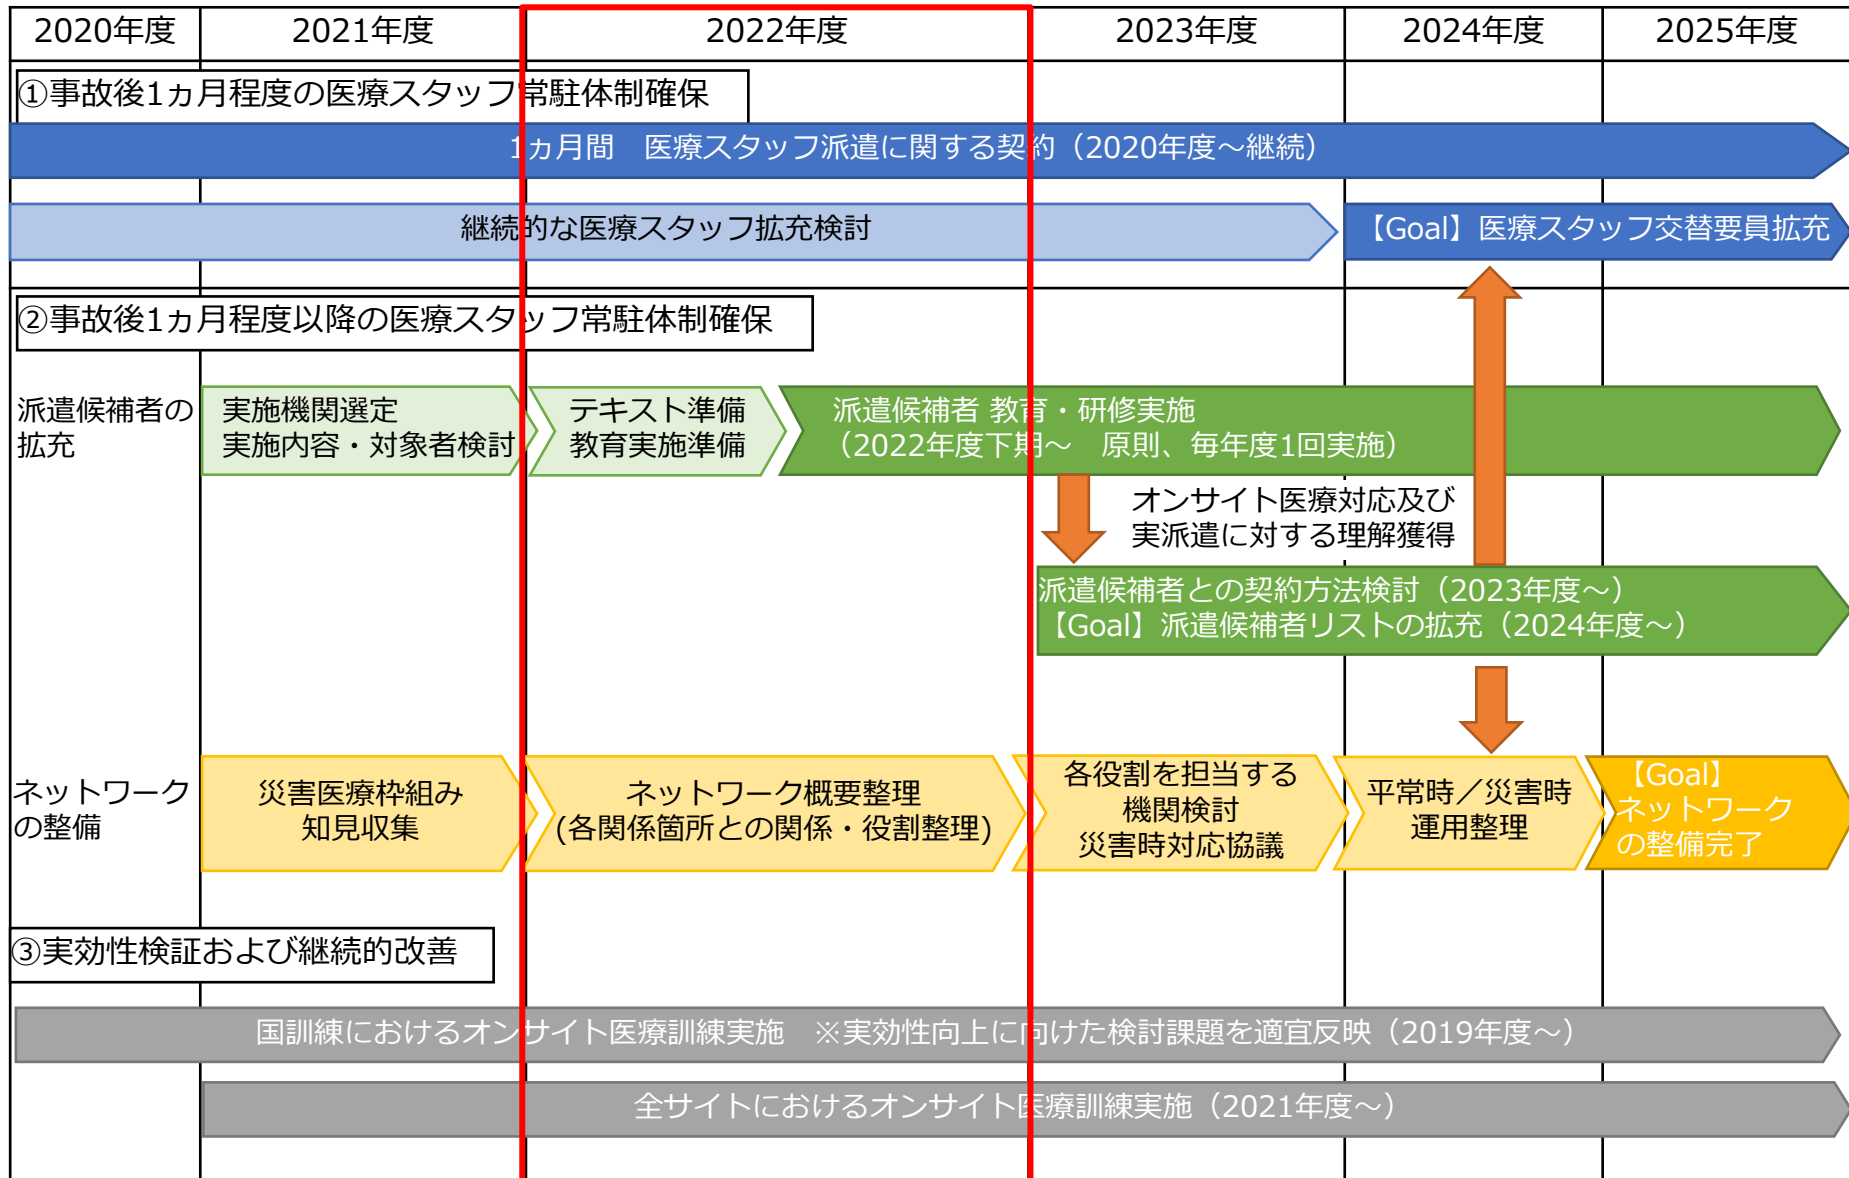 2020年度
2021年度
2022年度
2023年度
2024年度
2025年度
①事故後1ヵ月程度の医療スタッフ常駐体制確保
1ヵ月間　医療スタッフ派遣に関する契約（2020年度～継続）
継続的な医療スタッフ拡充検討
【Goal】医療スタッフ交替要員拡充
②事故後1ヵ月程度以降の医療スタッフ常駐体制確保
派遣候補者の
拡充
実施機関選定
実施内容・対象者検討
テキスト準備
教育実施準備
派遣候補者 教育・研修実施
（2022年度下期～　原則、毎年度1回実施）
オンサイト医療対応及び
実派遣に対する理解獲得
派遣候補者との契約方法検討（2023年度～）
【Goal】派遣候補者リストの拡充（2024年度～）
ネットワーク
の整備
災害医療枠組み
知見収集
ネットワーク概要整理
(各関係箇所との関係・役割整理)
各役割を担当する
機関検討
災害時対応協議
平常時／災害時
運用整理
【Goal】
ネットワーク
の整備完了
③実効性検証および継続的改善
国訓練におけるオンサイト医療訓練実施　※実効性向上に向けた検討課題を適宜反映（2019年度～）
全サイトにおけるオンサイト医療訓練実施（2021年度～）